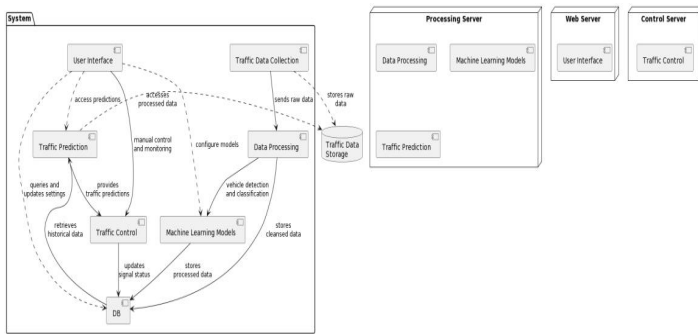 System
Processing Server
Web Server
Control Server
User Interface
Traffic Data Collection
Data Processing
Machine Learning Models
User Interface
Traffic Control
access predictions
accesses
processed data
sends raw data
stores raw
data
Traffic Prediction
manual control
and monitoring
configure models
Data Processing
Traffic Data
Storage
Traffic Prediction
queries and
updates settings
provides
traffic predictions
vehicle detection
and classification
retrieves
historical data
Traffic Control
Machine Learning Models
stores
cleansed data
updates
signal status
stores
processed data
DB